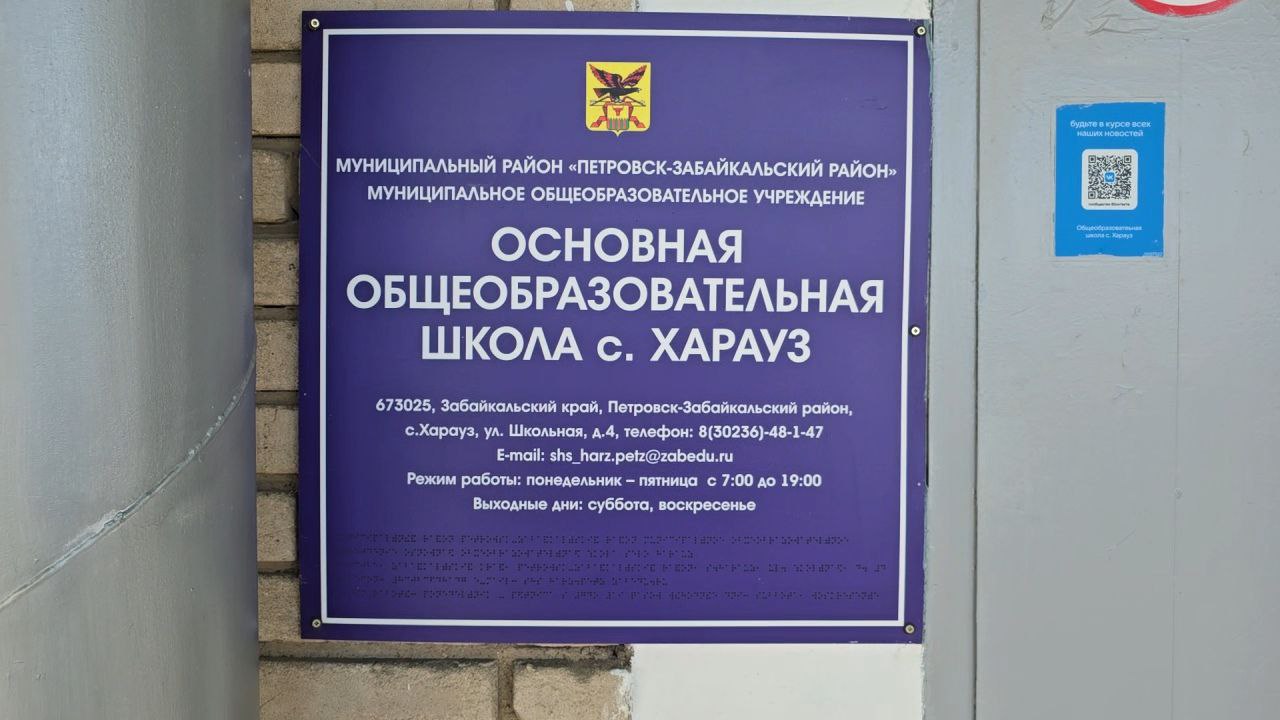 МУНИЦИПАЛЬНЫЙ РАЙОН «ПЕТРОВСК-ЗАБАЙКАЛЬСКИЙ РАЙОН»
МУНИЦИПАЛЬНОЕ ОБЩЕОБРАЗОВАТЕЛЬНОЕ УЧРЕЖДЕНИЕ
ОСНОВНАЯ
ОБЩЕОБРАЗОВАТЕЛЬНАЯ
ШКОЛА с. ХАРАУЗ
673025, Забайкальский край, Петровск-Забайкальский район,
с.Харауз, ул. Школьная, д.4, телефон: 8(30236)-48-1-47
E-mail: shs_harz.petz@zabedu.ru
Режим работы: понедельник – пятница с 7:00 до 19:00
Выходные дни: суббота, воскресенье
будьте в курсе всех
наших новостей
сообщество ВКонтакте
Общеобразовательная
школа с. Харауз